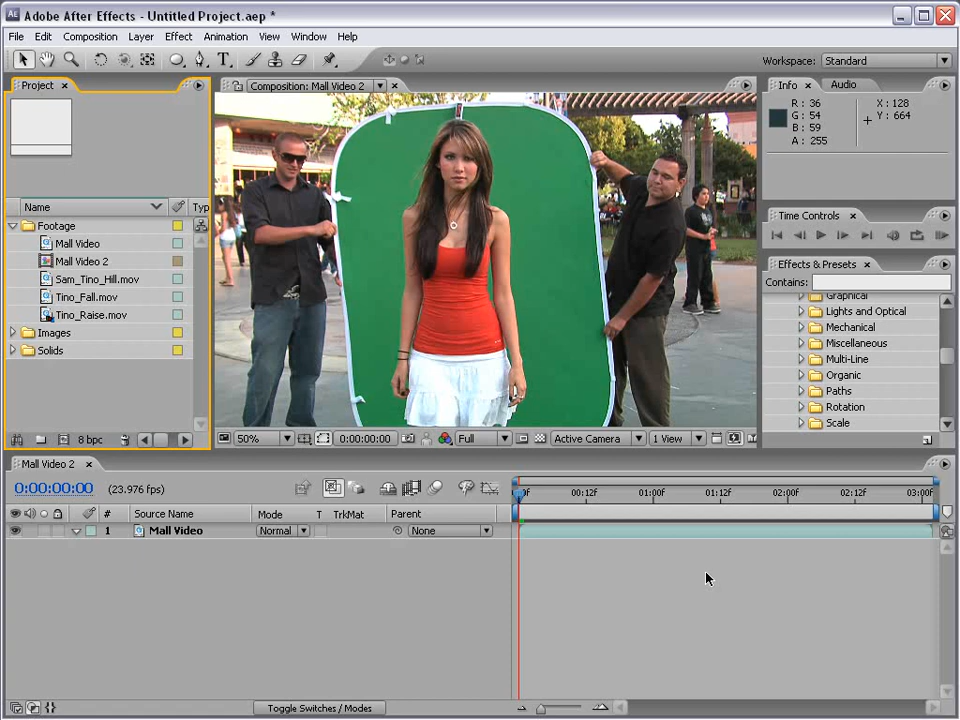 Adobe After Effects - Untitled Project.aep *
File Edit Composition Layer Effect Animation View Window Help
Workspace: Standard
Project
Composition: Mall Video 2
Info Audio
R : 36 X : 128
G : 54 Y : 664
B : 59
A : 255
Name Typ
Footage
Mall Video
Mall Video 2
Sam_Tino_Hill.mov
Tino_Fall.mov
Tino_Raise.mov
Images
Solids
8 bpc
Time Controls
Effects & Presets
Contains:
Graphical
Lights and Optical
Mechanical
Miscellaneous
Multi-Line
Organic
Paths
Rotation
Scale
50% 0:00:00:00 Full Active Camera 1 View
Mall Video 2
0:00:00:00 (23.976 fps)
00:12f 01:00f 01:12f 02:00f 02:12f 03:00f
# Source Name Mode T TrkMat Parent
1 Mall Video Normal None
Toggle Switches / Modes